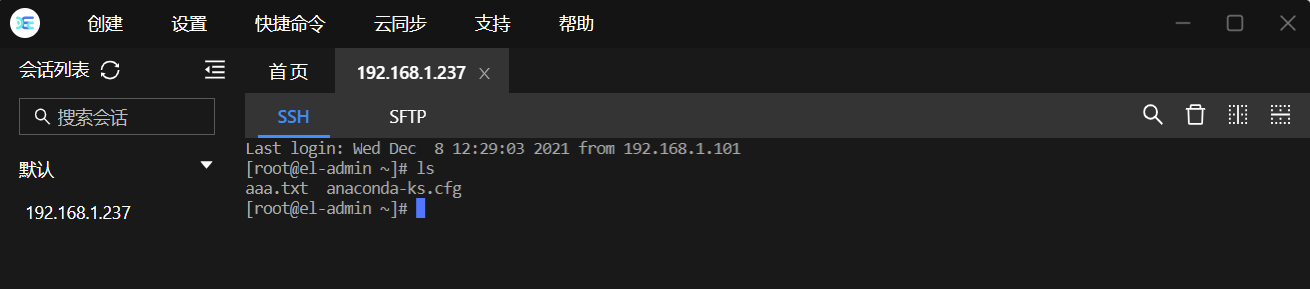 创建 设置 快捷命令 云同步 支持 帮助
会话列表 首页 192.168.1.237
搜索会话 SSH SFTP
Last login: Wed Dec  8 12:29:03 2021 from 192.168.1.101
[root@el-admin ~]# ls
默认
aaa.txt  anaconda-ks.cfg
[root@el-admin ~]#
192.168.1.237